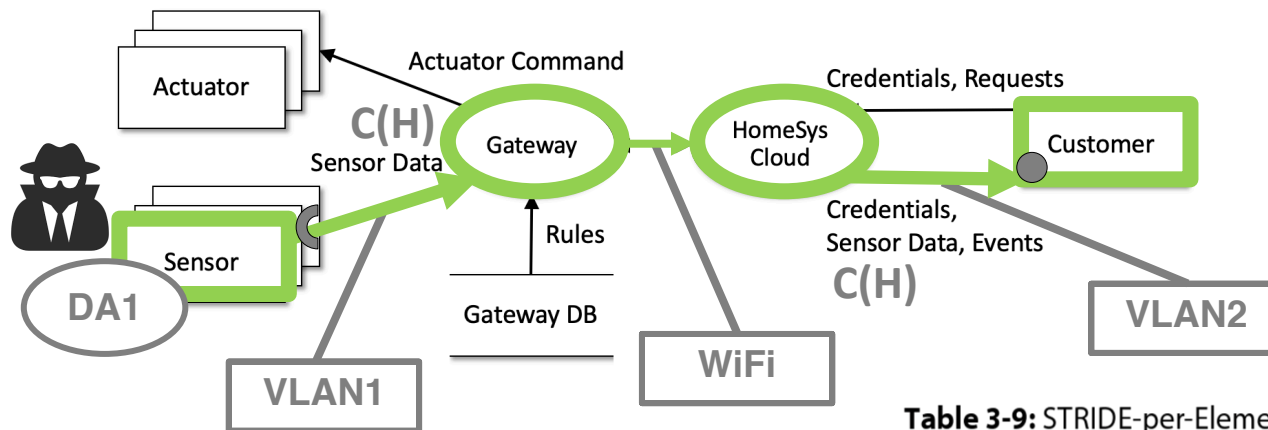 Actuator Command
Actuator
Credentials, Requests
C(H)
Gateway
HomeSys
Cloud
Customer
Sensor Data
Sensor
Rules
Credentials,
Sensor Data, Events
C(H)
DA1
Gateway DB
VLAN2
WiFi
VLAN1
Table 3-9: STRIDE-per-Eleme